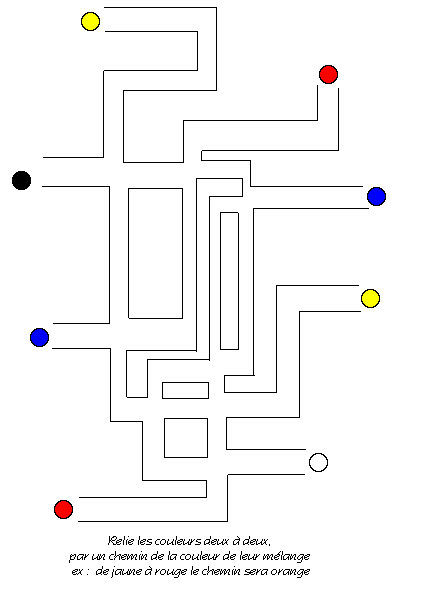 Relie les couleurs deux à deux,
par un chemin de la couleur de leur mélange
ex : de jaune à rouge le chemin sera orange